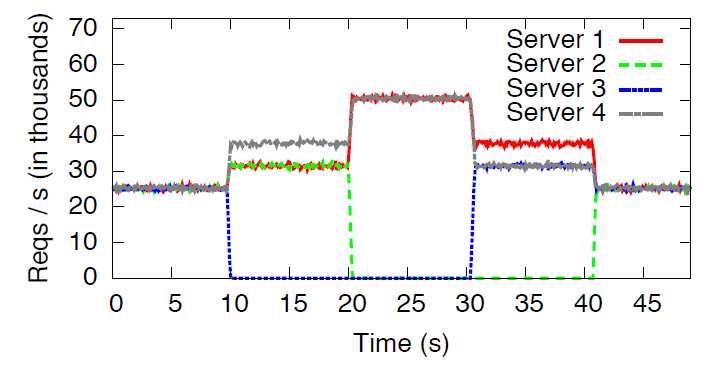 Reqs / s (in thousands)
70
60
50
40
30
20
10
0
Server 1
Server 2
Server 3
Server 4
0 5 10 15 20 25 30 35 40 45
Time (s)